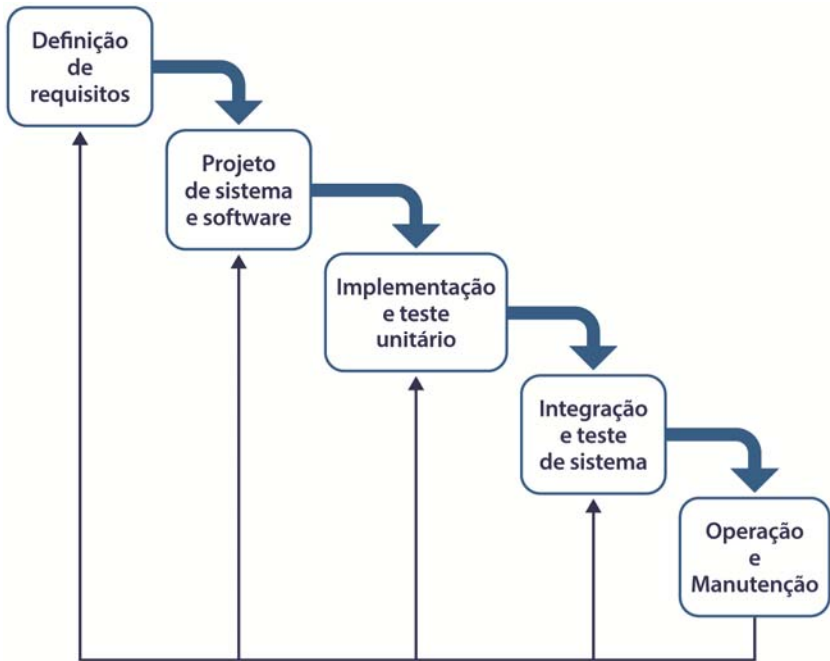 Definição
de
requisitos
Projeto
de sistema
e software
Implementação
e teste
unitário
Integração
e teste
de sistema
Operação
e
Manutenção